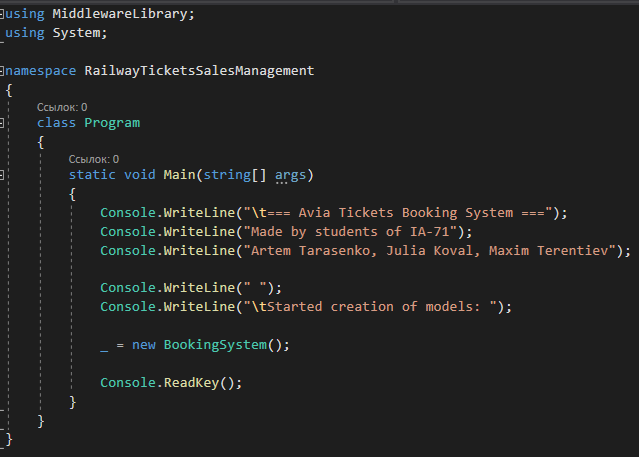 using MiddlewareLibrary;
using System;
namespace RailwayTicketsSalesManagement
{
Ссылок: 0
class Program
{
Ссылок: 0
static void Main(string[] args)
{
Console.WriteLine("\t=== Avia Tickets Booking System ===");
Console.WriteLine("Made by students of IA-71");
Console.WriteLine("Artem Tarasenko, Julia Koval, Maxim Terentiev");
Console.WriteLine(" ");
Console.WriteLine("\tStarted creation of models: ");
_ = new BookingSystem();
Console.ReadKey();
}
}
}